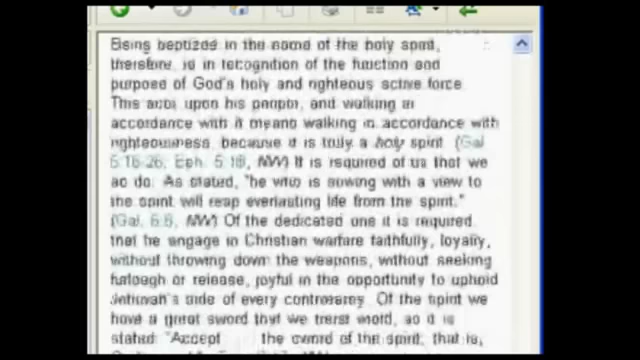 Being baptized in the name of the holy spirit,
therefore, is in recognition of the function and
purpose of God's holy and righteous active force
This acts upon his people, and walking in
accordance with it means walking in accordance with
righteousness, because it is truly a holy spirit (Gal
5:16-26, Eph. 5:18, NW) It is required of us that we
so do. As stated, "he who is sowing with a view to
the spirit will reap everlasting life from the spirit."
(Gal. 6:8, NW) Of the dedicated one it is required
that he engage in Christian warfare faithfully, loyally,
without throwing down the weapons, without seeking
furlough or release, joyful in the opportunity to uphold
Jehovah's side of every controversy. Of the spirit we
have a great sword that we must wield, so it is
stated "Accept the sword of the spirit, that is,